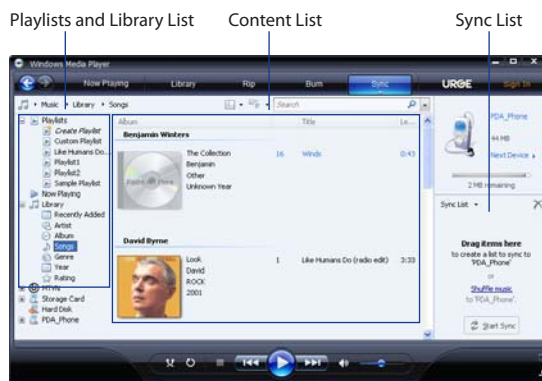 Playlists and Library List
Content List
Sync List
Windows Media Player
Now Playing
Library
Rip
Burn
Sync
URGE
Sign In
Music
Library
Songs
Search
Playlists
Create Playlist
Custom Playlist
Like Humans Do...
Playlist1
Playlist2
Sample Playlist
Now Playing
Library
Recently Added
Artist
Album
Songs
Genre
Year
Rating
MTVN
Storage Card
Hard Disk
PDA_Phone
Album
Title
Le...
Benjamin Winters
The Collection
16
Winds
0:43
Benjamin
Other
Unknown Year
David Byrne
Look
1
Like Humans Do (radio edit)
3:33
David
ROCK
2001
PDA_Phone
44 MB
Next Device
2 MB remaining
Sync List
Drag items here
to create a list to sync to
'PDA_Phone'
or
Shuffle music
to 'PDA_Phone'.
Start Sync